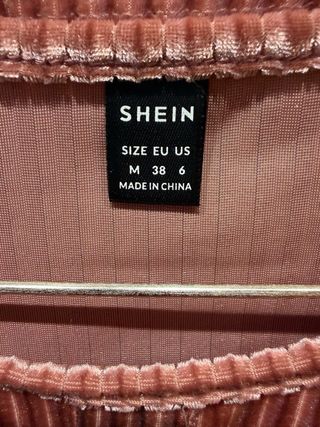 SHEIN
SIZE EU US
M 38 6
MADE IN CHINA